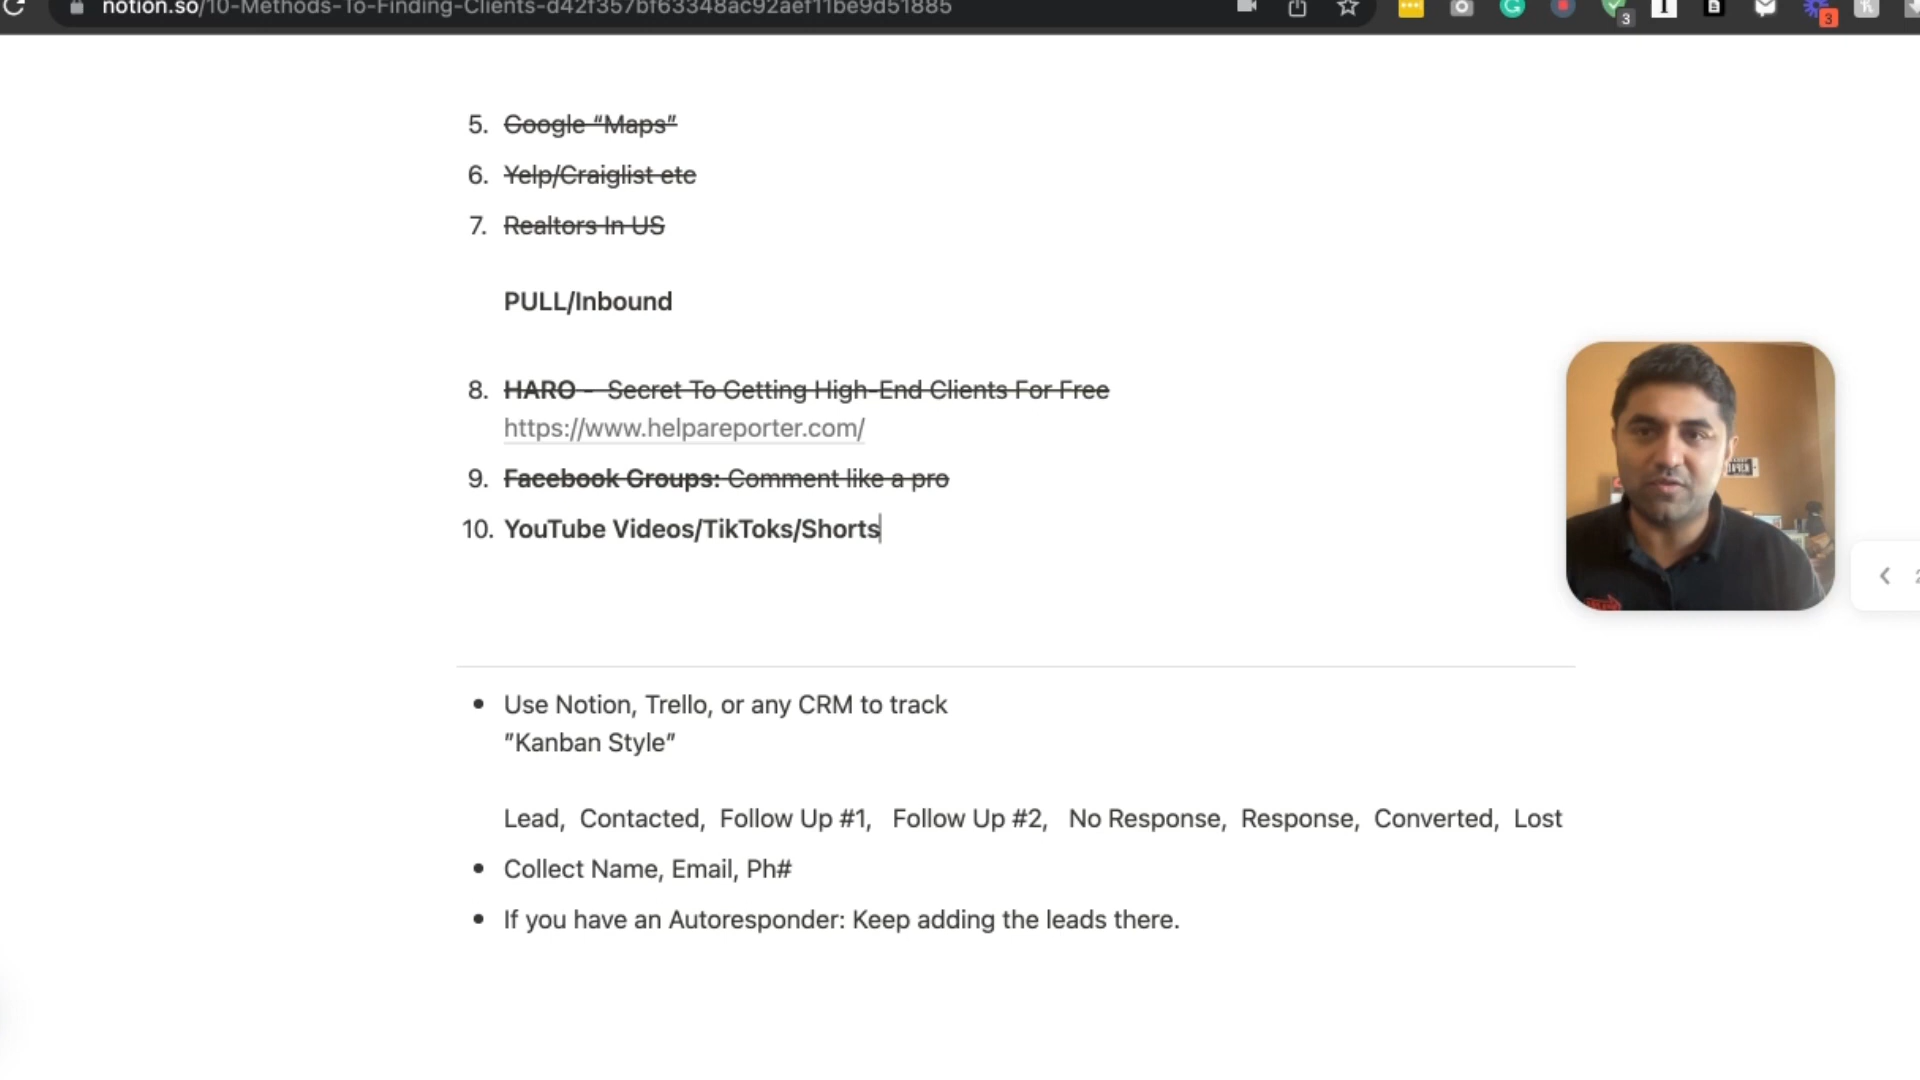 notion.so/10-Methods-To-Finding-Clients-d42f357bf63348ac92aef11be9d51885
3
3
5. Google “Maps”
6. Yelp/Craiglist etc
7. Realtors In US
PULL/Inbound
8. HARO - Secret To Getting High-End Clients For Free
https://www.helpareporter.com/
9. Facebook Groups: Comment like a pro
10. YouTube Videos/TikToks/Shorts
• Use Notion, Trello, or any CRM to track
"Kanban Style"
Lead, Contacted, Follow Up #1, Follow Up #2, No Response, Response, Converted, Lost
• Collect Name, Email, Ph#
• If you have an Autoresponder: Keep adding the leads there.